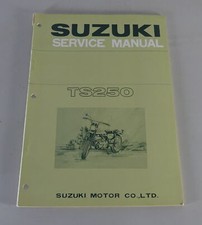 SUZUKI
SERVICE MANUAL
TS250
SUZUKI MOTOR CO.,LTD.